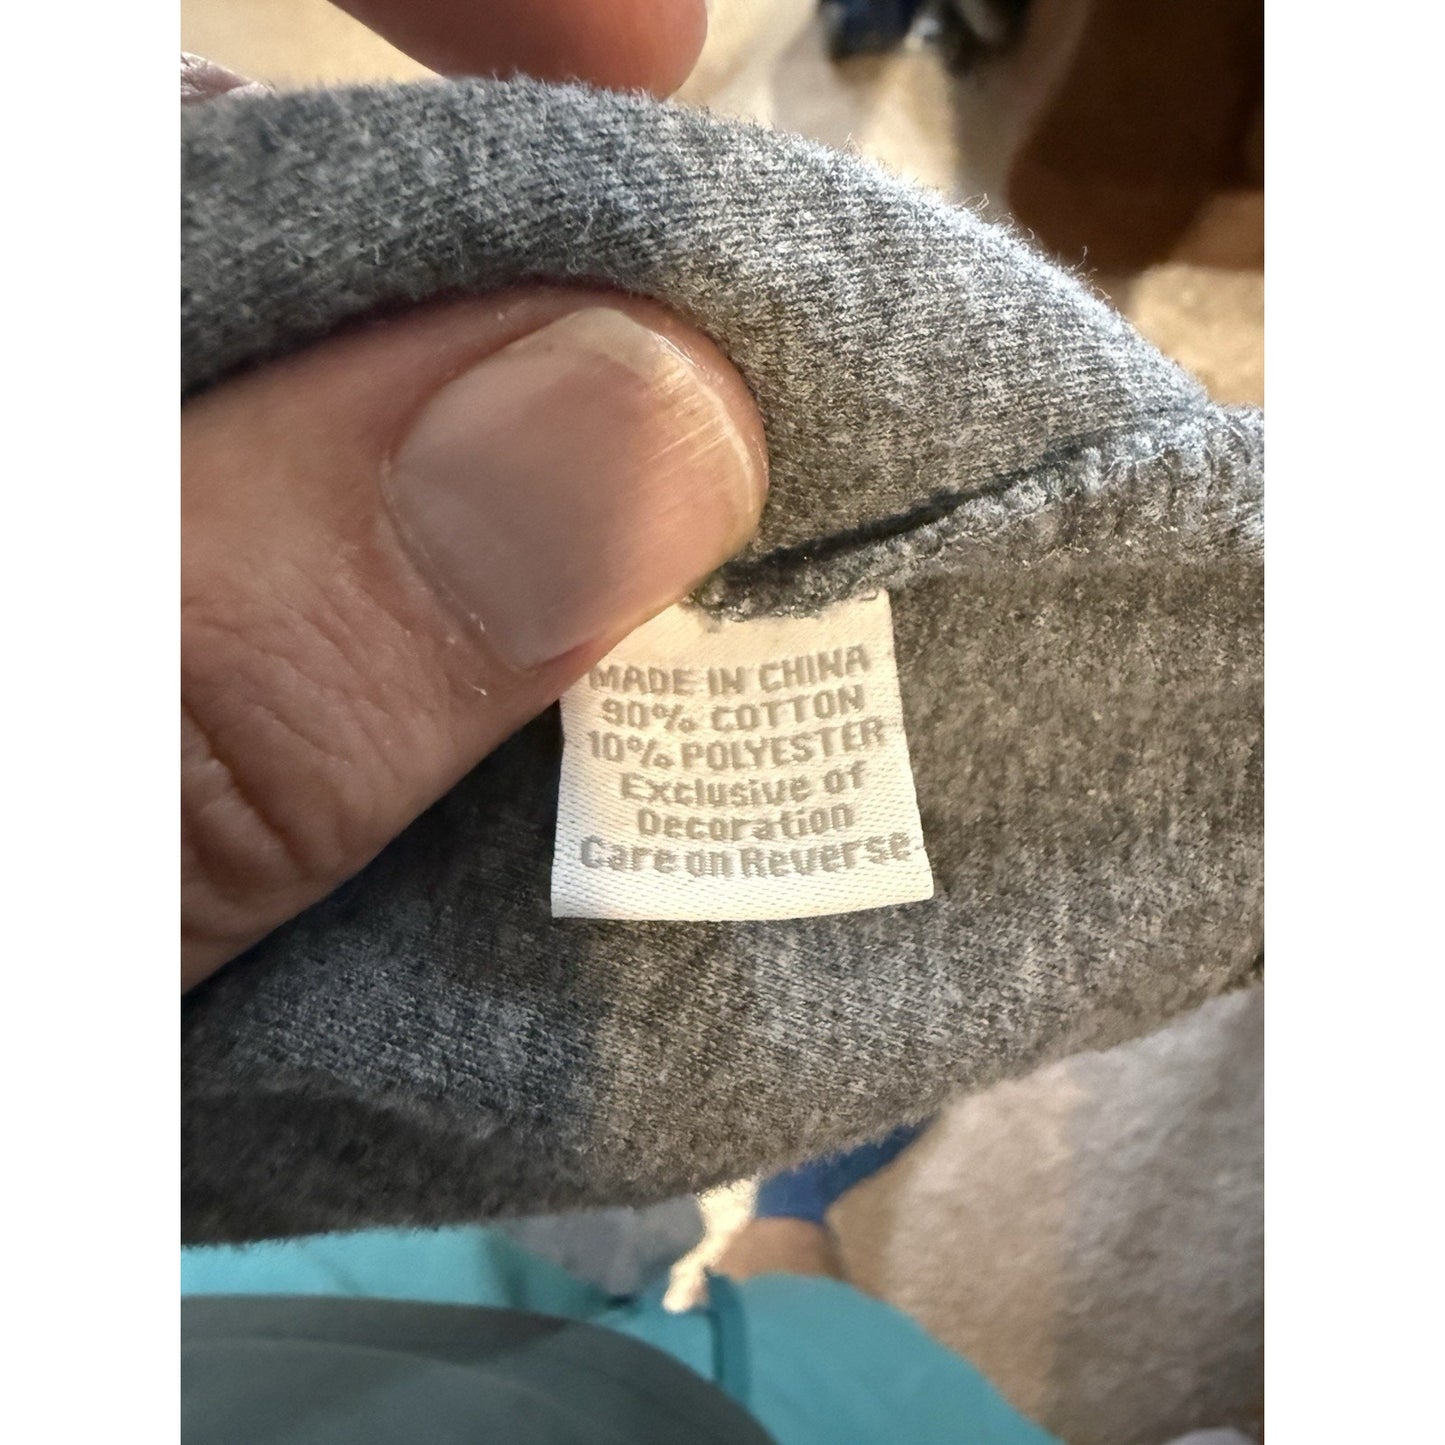 MADE IN CHINA
90% COTTON
10% POLYESTER
Exclusive of
Decoration
Care on Reverse